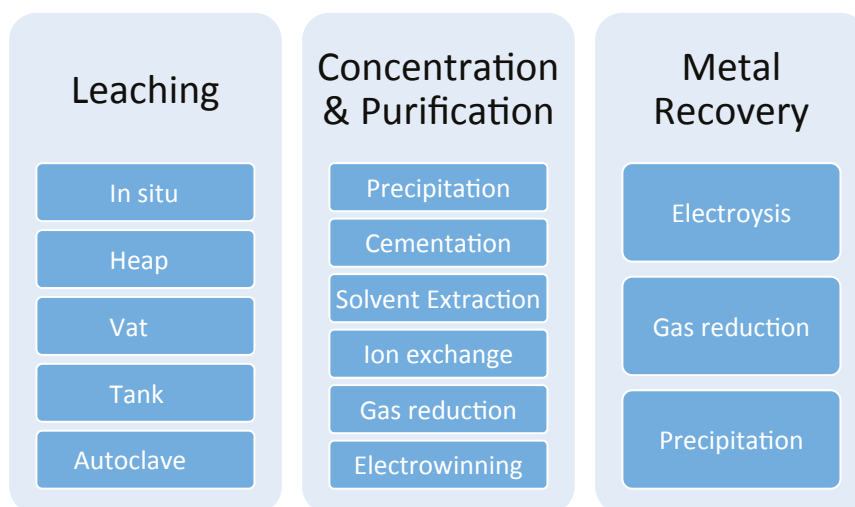 Leaching
In situ
Heap
Vat
Tank
Autoclave
Concentration
& Purification
Precipitation
Cementation
Solvent Extraction
Ion exchange
Gas reduction
Electrowinning
Metal
Recovery
Electroysis
Gas reduction
Precipitation